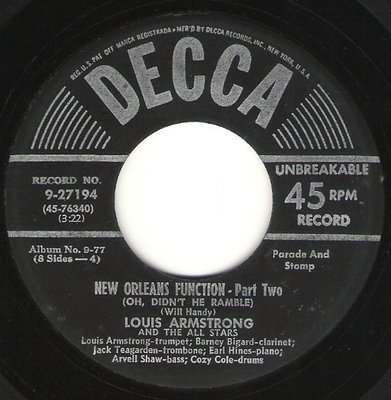 REG. U.S. PAT. OFF. MARCA REGISTRADA • MF'D BY DECCA RECORDS, INC., NEW YORK, U.S.A.
DECCA
RECORD NO.
9-27194
(45-76340)
(3:22)
UNBREAKABLE
45 RPM
RECORD
Album No. 9-77
(8 Sides — 4)
Parade And
Stomp
NEW ORLEANS FUNCTION - Part Two
(OH, DIDN'T HE RAMBLE)
(Will Handy)
LOUIS ARMSTRONG
AND THE ALL STARS
Louis Armstrong-trumpet; Barney Bigard-clarinet;
Jack Teagarden-trombone; Earl Hines-piano;
Arvell Shaw-bass; Cozy Cole-drums